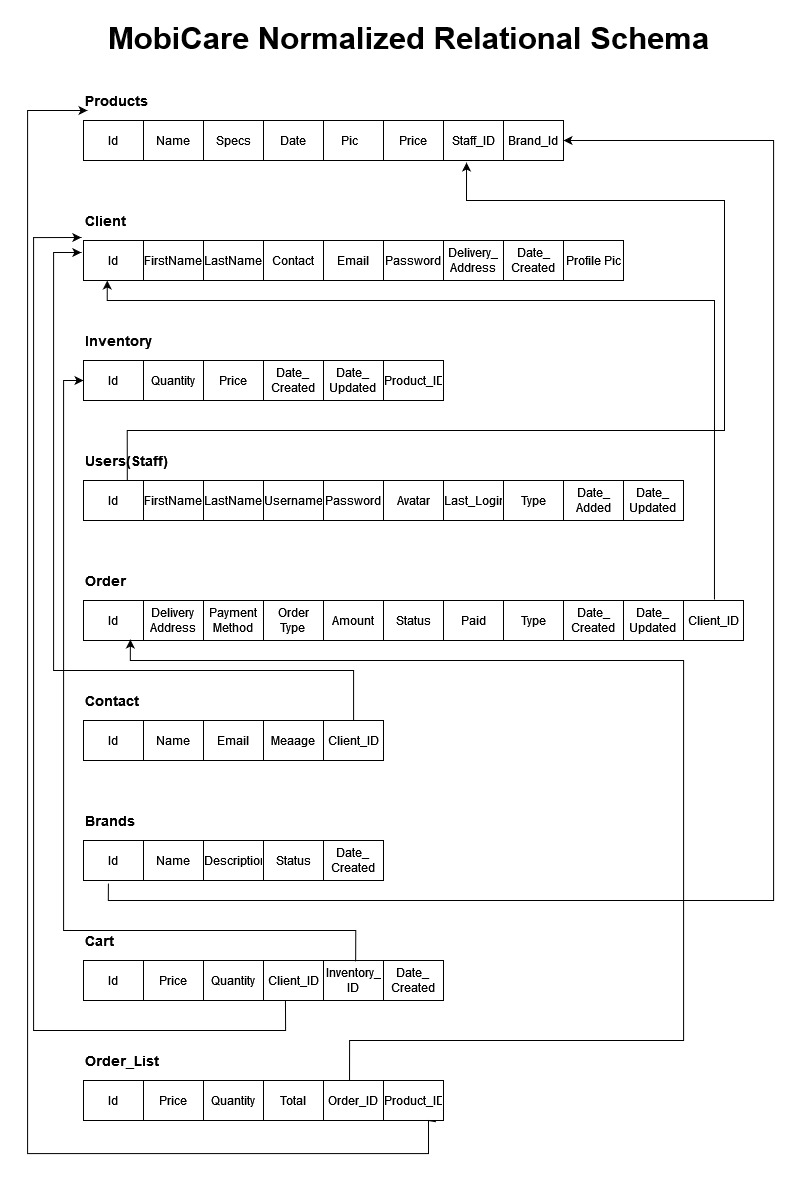 MobiCare Normalized Relational Schema
Products
Id Name Specs Date Pic Price Staff_ID Brand_Id
Client
Id FirstName LastName Contact Email Password Delivery_ Address Date_ Created Profile Pic
Inventory
Id Quantity Price Date_ Created Date_ Updated Product_ID
Users(Staff)
Id FirstName LastName Username Password Avatar Last_Login Type Date_ Added Date_ Updated
Order
Id Delivery Address Payment Method Order Type Amount Status Paid Type Date_ Created Date_ Updated Client_ID
Contact
Id Name Email Meaage Client_ID
Brands
Id Name Description Status Date_ Created
Cart
Id Price Quantity Client_ID Inventory_ ID Date_ Created
Order_List
Id Price Quantity Total Order_ID Product_ID